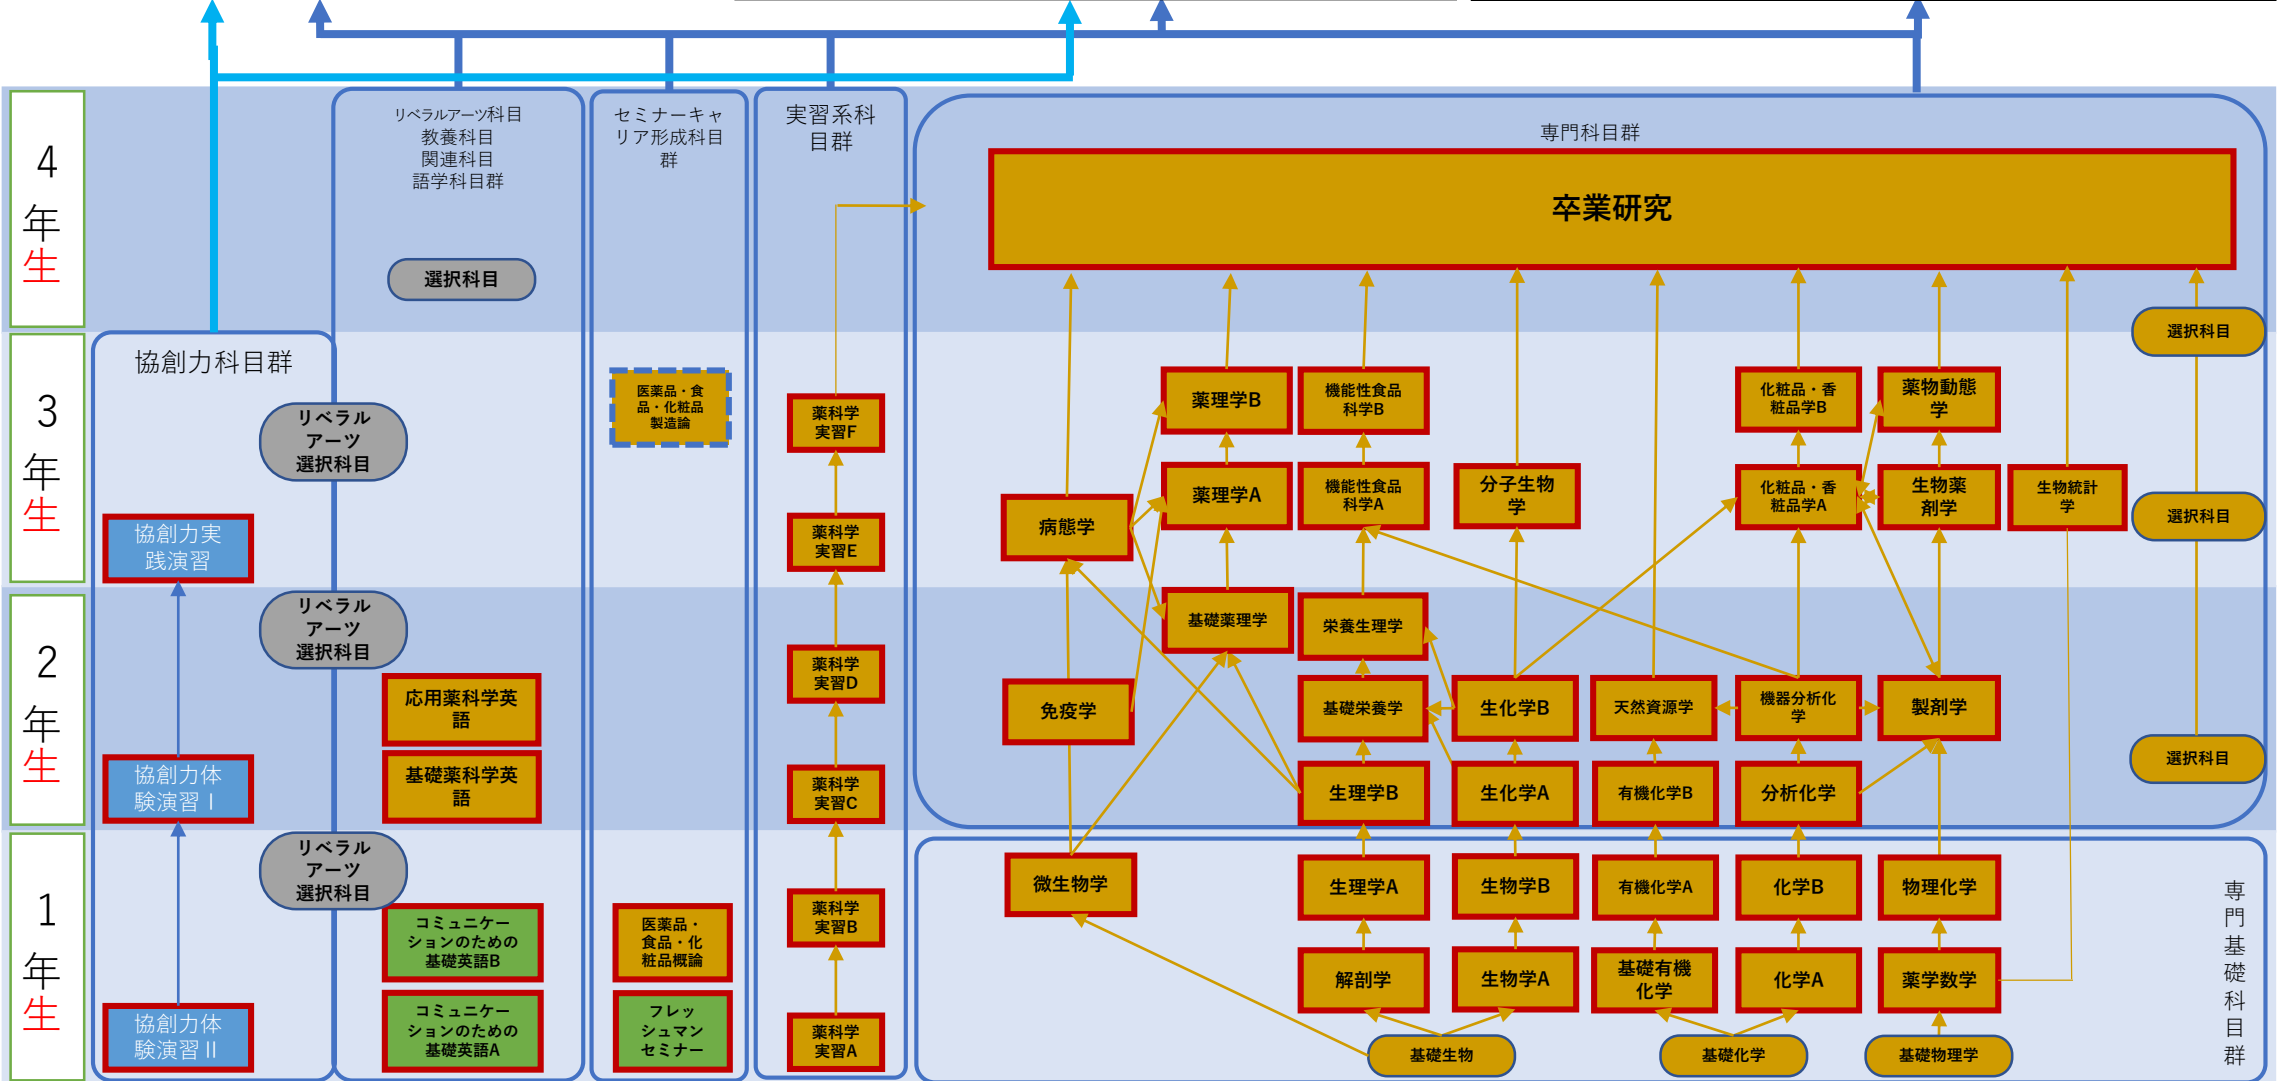 4
年
生
3
年
生
2
年
生
1
年
生
協創力科目群
協創力実
践演習
協創力体
験演習Ⅰ
協創力体
験演習Ⅱ
リベラルアーツ科目
教養科目
関連科目
語学科目群
選択科目
リベラル
アーツ
選択科目
リベラル
アーツ
選択科目
応用薬科学英
語
基礎薬科学英
語
リベラル
アーツ
選択科目
コミュニケー
ションのための
基礎英語B
コミュニケー
ションのための
基礎英語A
セミナーキャ
リア形成科目
群
医薬品・食
品・化粧品
製造論
医薬品・
食品・化
粧品概論
フレッ
シュマン
セミナー
実習系科
目群
薬科学
実習F
薬科学
実習E
薬科学
実習D
薬科学
実習C
薬科学
実習B
薬科学
実習A
専門科目群
卒業研究
選択科目
薬理学B
機能性食品
科学B
化粧品・香
粧品学B
薬物動態
学
病態学
薬理学A
機能性食品
科学A
分子生物
学
化粧品・香
粧品学A
生物薬
剤学
生物統計
学
選択科目
基礎薬理学
栄養生理学
免疫学
基礎栄養学
生化学B
天然資源学
機器分析化
学
製剤学
選択科目
生理学B
生化学A
有機化学B
分析化学
微生物学
生理学A
生物学B
有機化学A
化学B
物理化学
解剖学
生物学A
基礎有機
化学
化学A
薬学数学
基礎生物
基礎化学
基礎物理学
専
門
基
礎
科
目
群